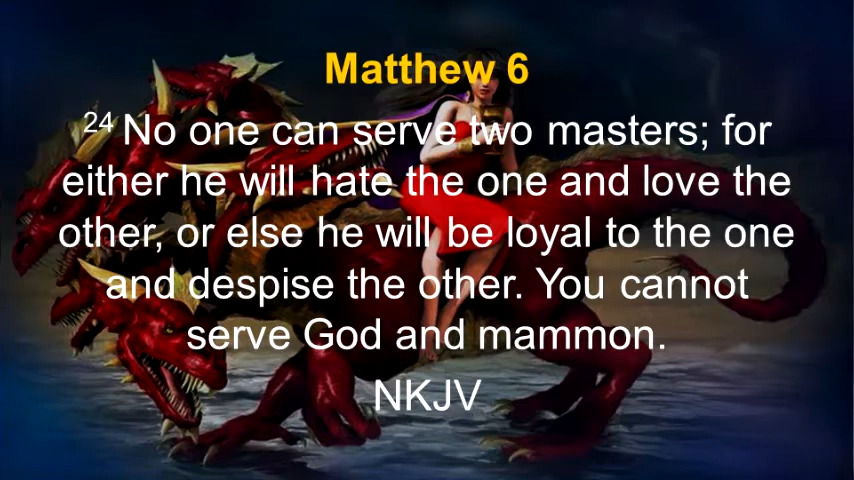 Matthew 6
24 No one can serve two masters; for
either he will hate the one and love the
other, or else he will be loyal to the one
and despise the other. You cannot
serve God and mammon.
NKJV